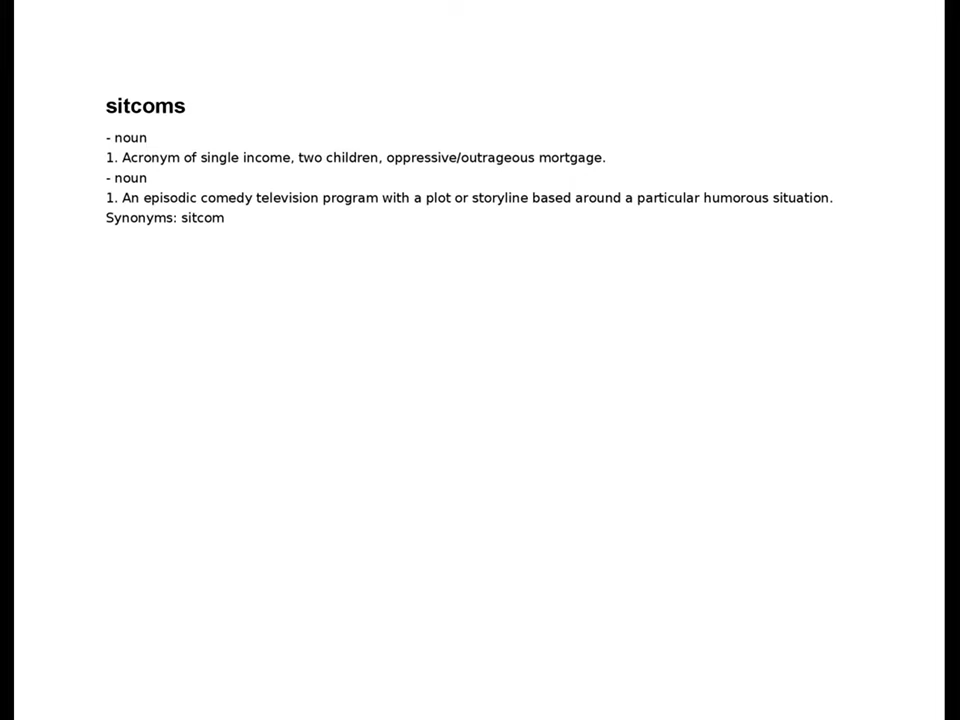 sitcoms
- noun
1. Acronym of single income, two children, oppressive/outrageous mortgage.
- noun
1. An episodic comedy television program with a plot or storyline based around a particular humorous situation.
Synonyms: sitcom